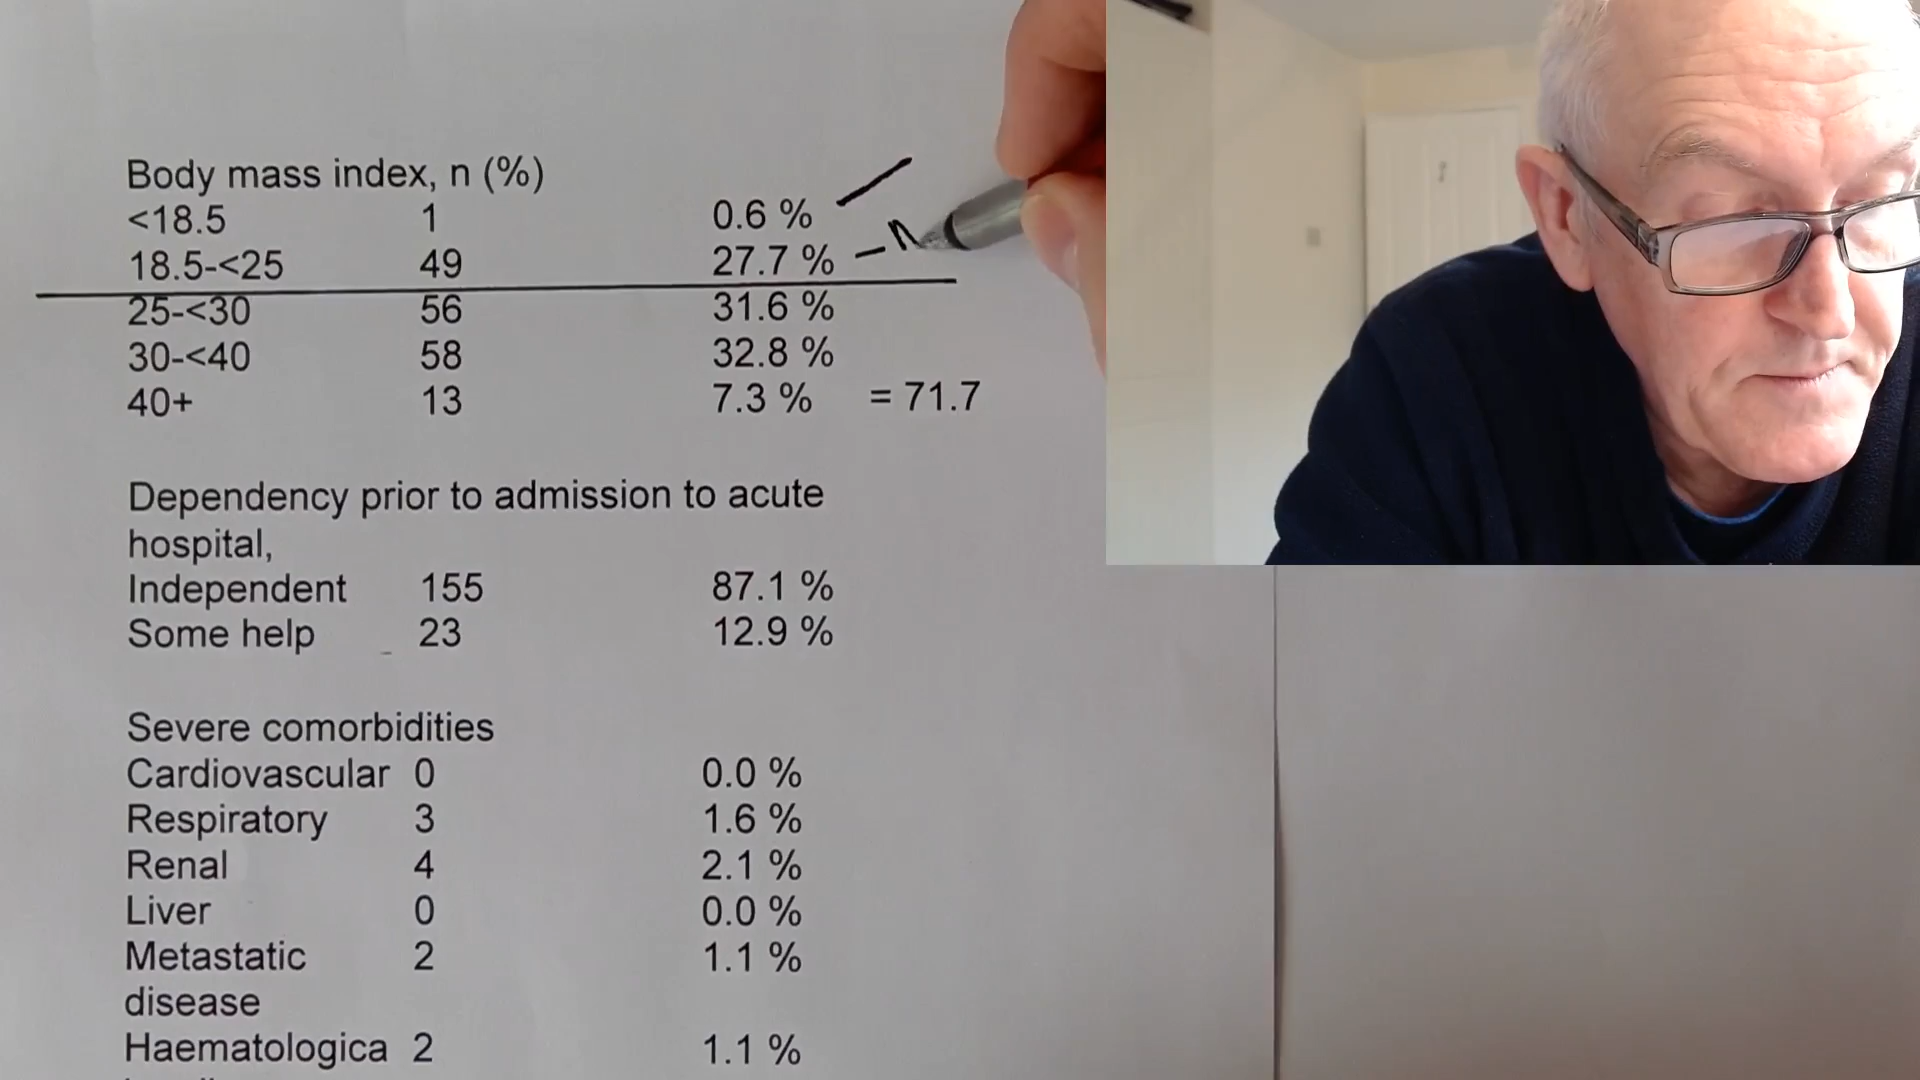 Body mass index, n (%)
<18.5 1 0.6 %
18.5-<25 49 27.7 % – N
25-<30 56 31.6 %
30-<40 58 32.8 %
40+ 13 7.3 % = 71.7
Dependency prior to admission to acute
hospital,
Independent 155 87.1 %
Some help 23 12.9 %
Severe comorbidities
Cardiovascular 0 0.0 %
Respiratory 3 1.6 %
Renal 4 2.1 %
Liver 0 0.0 %
Metastatic 2 1.1 %
disease
Haematologica 2 1.1 %